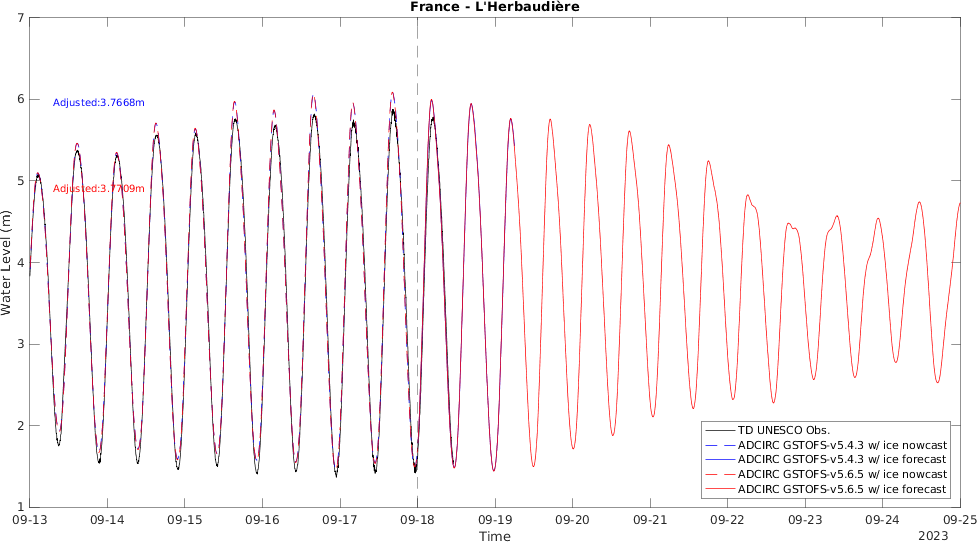 France - L'Herbaudière
7
6
5
4
3
2
1
Water Level (m)
Adjusted:3.7668m
Adjusted:3.7709m
TD UNESCO Obs.
ADCIRC GSTOFS-v5.4.3 w/ ice nowcast
ADCIRC GSTOFS-v5.4.3 w/ ice forecast
ADCIRC GSTOFS-v5.6.5 w/ ice nowcast
ADCIRC GSTOFS-v5.6.5 w/ ice forecast
09-13 09-14 09-15 09-16 09-17 09-18 09-19 09-20 09-21 09-22 09-23 09-24 09-25
Time
2023